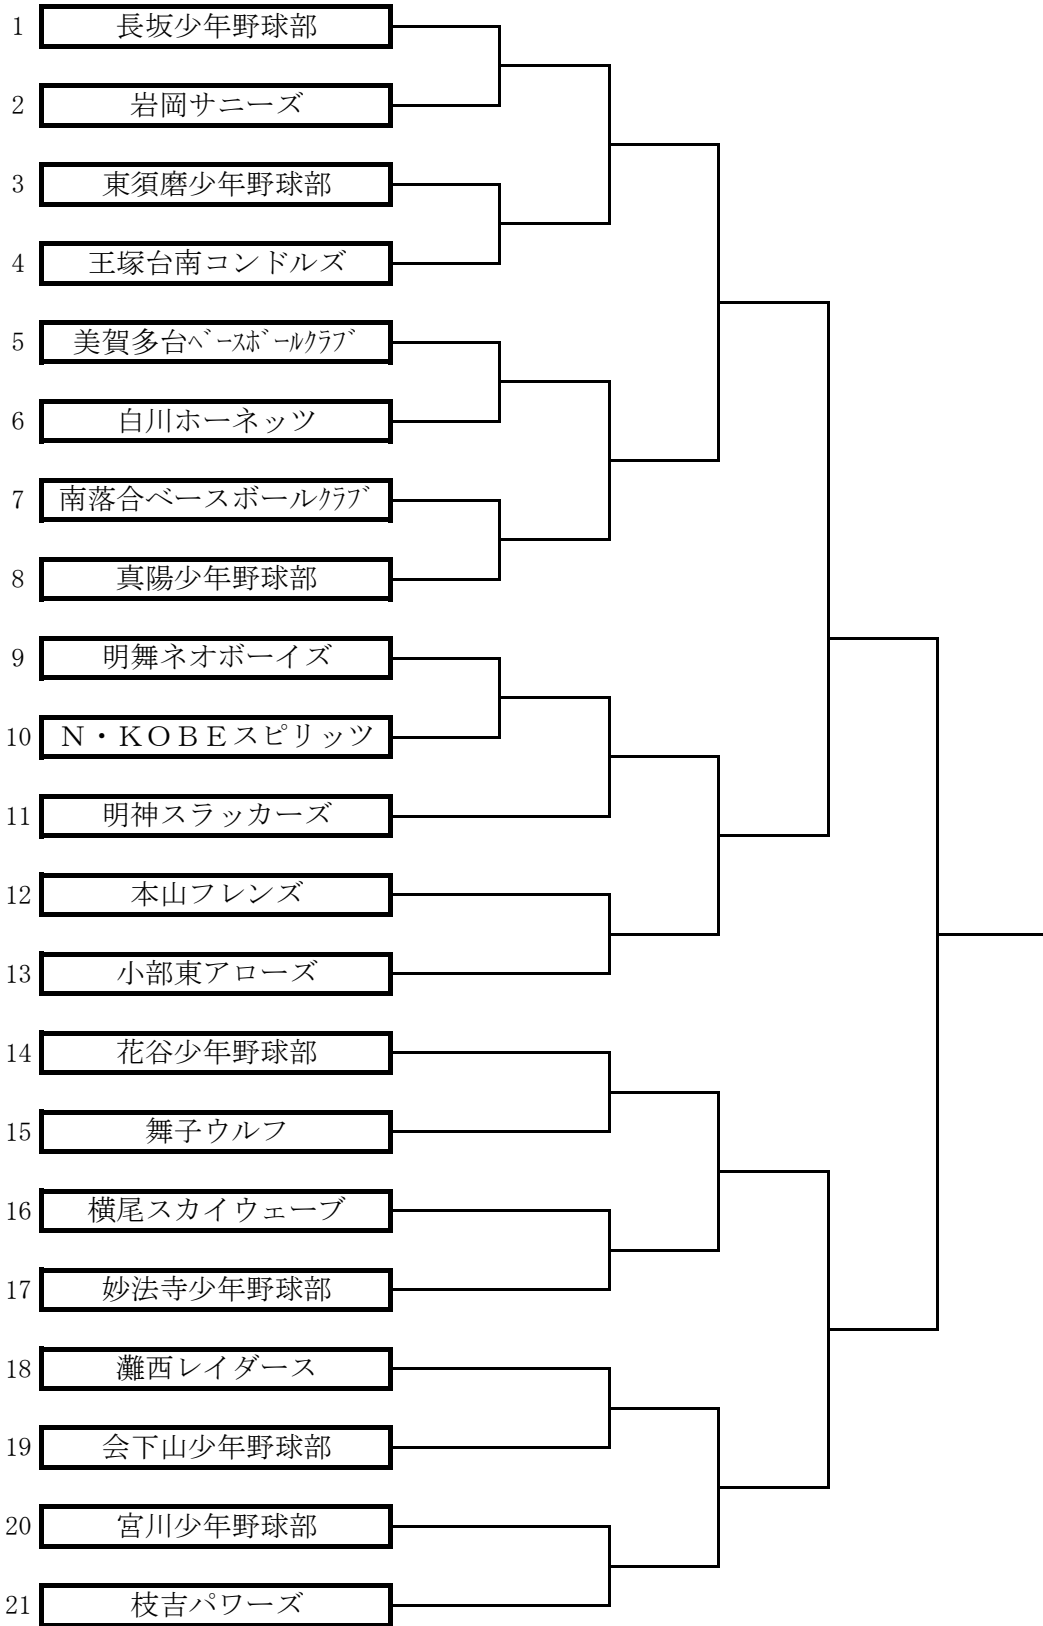 1 長坂少年野球部
2 岩岡サニーズ
3 東須磨少年野球部
4 王塚台南コンドルズ
5 美賀多台ﾍﾞｰｽﾎﾞｰﾙｸﾗﾌﾞ
6 白川ホーネッツ
7 南落合ベースボールｸﾗﾌﾞ
8 真陽少年野球部
9 明舞ネオボーイズ
10 Ｎ・ＫＯＢＥスピリッツ
11 明神スラッカーズ
12 本山フレンズ
13 小部東アローズ
14 花谷少年野球部
15 舞子ウルフ
16 横尾スカイウェーブ
17 妙法寺少年野球部
18 灘西レイダース
19 会下山少年野球部
20 宮川少年野球部
21 枝吉パワーズ